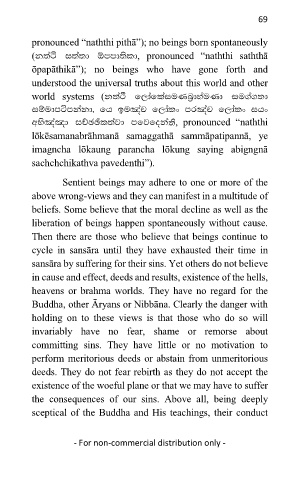 69
pronounced “naththi pithā”); no beings born spontaneously
(නත්ථි සත්තා ඕපපාතිකා, pronounced “naththi saththā
ōpapāthikā”); no beings who have gone forth and
understood the universal truths about this world and other
world systems (නත්ථි ලෝකේසමණබ්‍රාහ්මණා සමග්ගතා
සම්මාපටිපන්නා, යෙ ඉමඤ්ච ලෝකං පරඤ්ච ලෝකං සයං
අභිඤ්ඤා සච්ඡිකත්වා පවෙදෙන්ති, pronounced “naththi
lōkēsamanabrāhmanā samaggathā sammāpatipannā, ye
imagncha lōkaung parancha lōkung saying abigngnā
sachchchikathva pavedenthi”).
Sentient beings may adhere to one or more of the
above wrong-views and they can manifest in a multitude of
beliefs. Some believe that the moral decline as well as the
liberation of beings happen spontaneously without cause.
Then there are those who believe that beings continue to
cycle in sansāra until they have exhausted their time in
sansāra by suffering for their sins. Yet others do not believe
in cause and effect, deeds and results, existence of the hells,
heavens or brahma worlds. They have no regard for the
Buddha, other Āryans or Nibbāna. Clearly the danger with
holding on to these views is that those who do so will
invariably have no fear, shame or remorse about
committing sins. They have little or no motivation to
perform meritorious deeds or abstain from unmeritorious
deeds. They do not fear rebirth as they do not accept the
existence of the woeful plane or that we may have to suffer
the consequences of our sins. Above all, being deeply
sceptical of the Buddha and His teachings, their conduct
- For non-commercial distribution only -